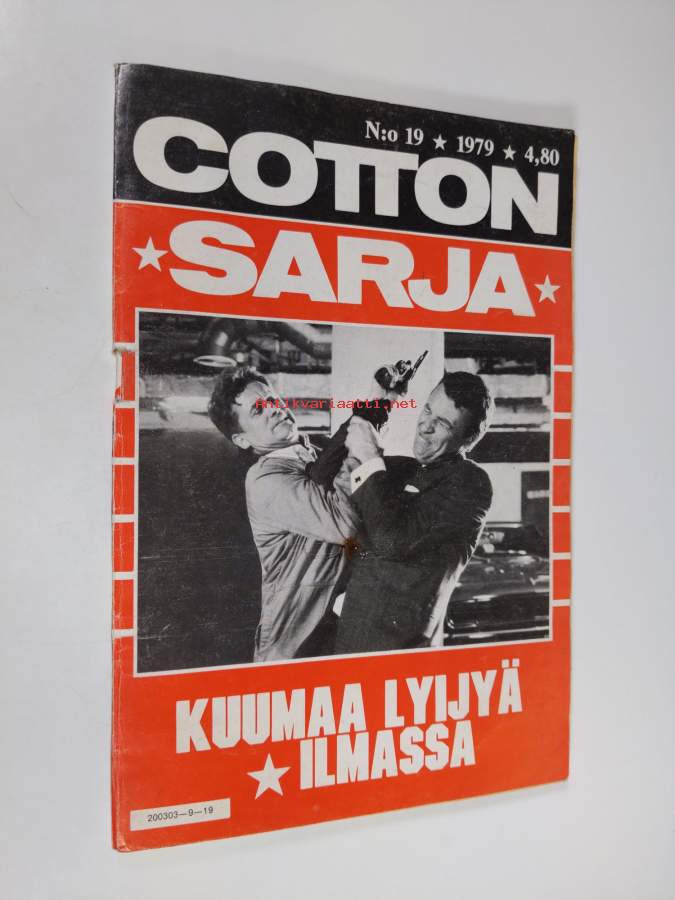 N:o 19 ★ 1979 ★ 4,80
COTTON
★SARJA★
Antikvariaatti.net
KUUMAA LYIJYÄ
★ ILMASSA
200303—9—19